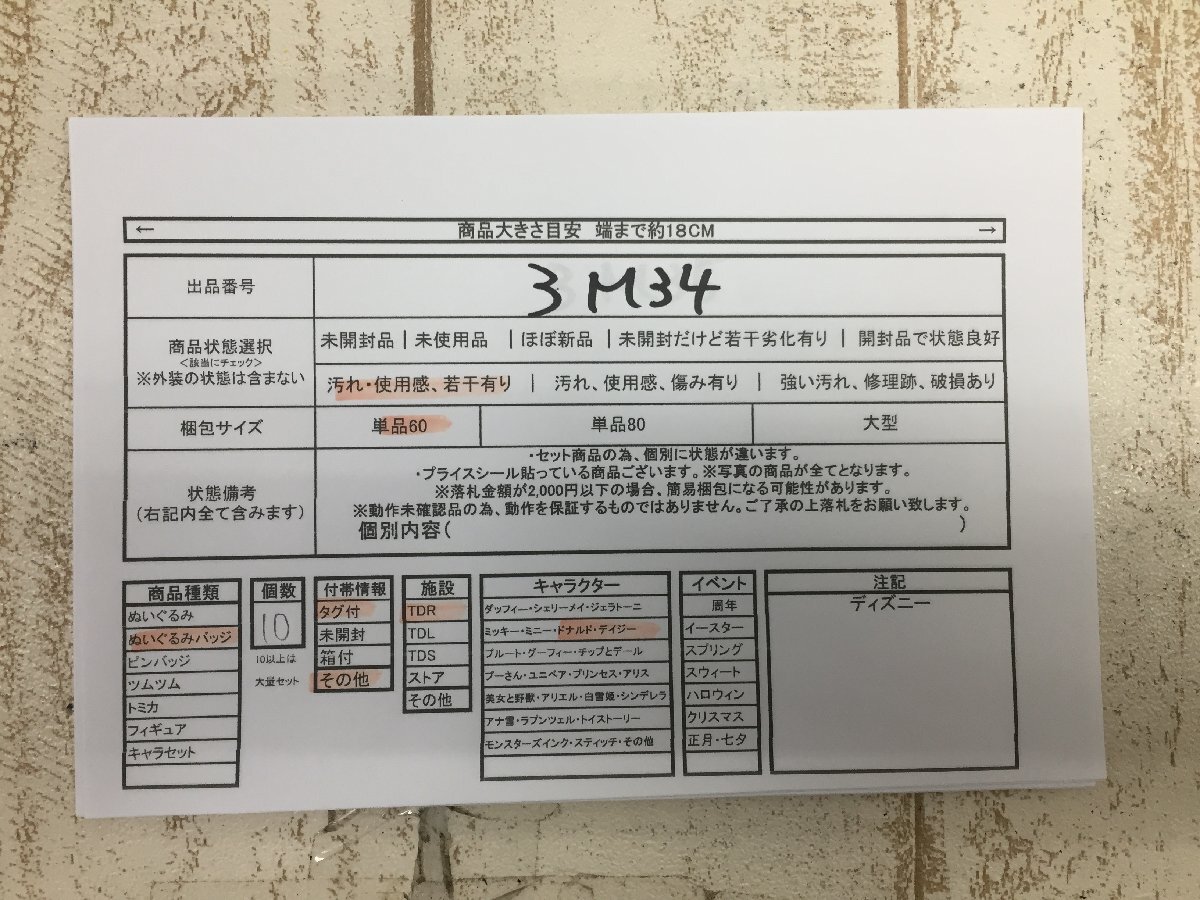 ← 商品大きさ目安 端まで約18CM →
出品番号 3M34
商品状態選択
<該当にチェック>
※外装の状態は含まない
未開封品|未使用品 |ほぼ新品 |未開封だけど若干劣化有り | 開封品で状態良好
汚れ・使用感、若干有り | 汚れ、使用感、傷み有り | 強い汚れ、修理跡、破損あり
梱包サイズ 単品60 単品80 大型
状態備考
(右記内全て含みます)
・セット商品の為、個別に状態が違います。
・プライスシール貼っている商品ございます。※写真の商品が全てとなります。
※落札金額が2,000円以下の場合、簡易梱包になる可能性があります。
※動作未確認品の為、動作を保証するものではありません。ご了承の上落札をお願い致します。
個別内容( )
商品種類
ぬいぐるみ
ぬいぐるみバッジ
ピンバッジ
ツムツム
トミカ
フィギュア
キャラセット
個数
10
10以上は
大量セット
付帯情報
タグ付
未開封
箱付
その他
施設
TDR
TDL
TDS
ストア
その他
キャラクター
ダッフィー・シェリーメイ・ジェラトーニ
ミッキー・ミニー・ドナルド・デイジー
プルート・グーフィー・チップとデール
プーさん・ユニベア・プリンセス・アリス
美女と野獣・アリエル・白雪姫・シンデレラ
アナ雪・ラプンツェル・トイストーリー
モンスターズインク・スティッチ・その他
イベント
周年
イースター
スプリング
スウィート
ハロウィン
クリスマス
正月・七夕
注記
ディズニー